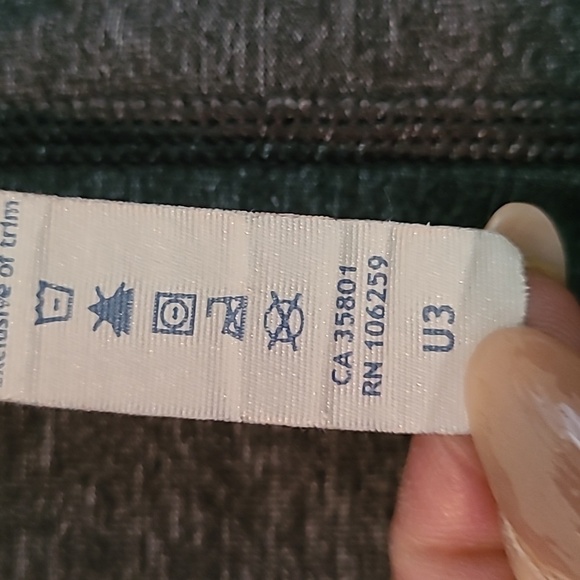 exclusive of trim
CA 35801
RN 106259
U3